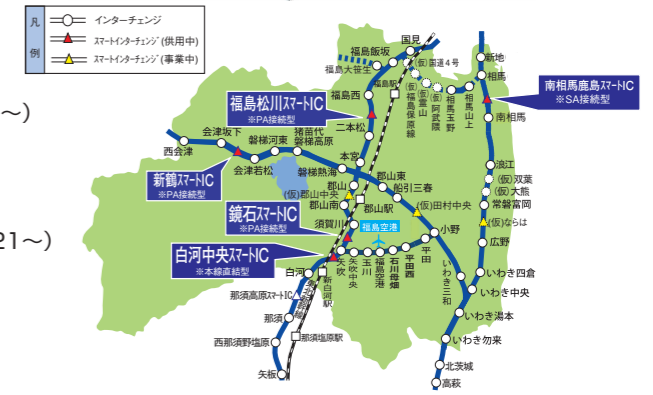 凡例
インターチェンジ
スマートインターチェンジ(供用中)
スマートインターチェンジ(事業中)
～)
21～)
国見
福島飯坂
福島大笹生
(仮)国道4号
福島駅
福島西
新地
相馬
(仮)福島保原線
(仮)霊山
(仮)阿武隈
相馬玉野
相馬山上
南相馬鹿島スマートIC
※SA接続型
福島松川スマートIC
※PA接続型
二本松
南相馬
会津坂下
猪苗代
磐梯高原
磐梯河東
西会津
会津若松
本宮
磐梯熱海
浪江
(仮)双葉
(仮)大熊
常磐富岡
新鶴スマートIC
※PA接続型
郡山東
船引三春
郡山
(仮)郡山中央
郡山南
郡山駅
(仮)田村中央
(仮)ならは
鏡石スマートIC
※PA接続型
須賀川
福島空港
小野
広野
白河中央スマートIC
※本線直結型
矢吹
矢吹中央
玉川
福島空港
石川母畑
平田西
平田
白河
新白河駅
いわき三和
いわき四倉
いわき中央
那須高原スマートIC
那須
いわき湯本
西那須野塩原
那須塩原駅
いわき勿来
北茨城
矢板
高萩